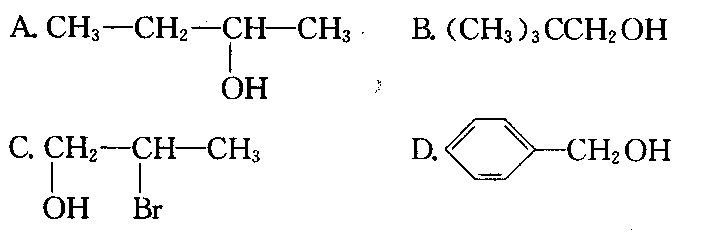 A. CH₃—CH₂—CH—CH₃ B. (CH₃)₃CCH₂OH
OH
C. CH₂—CH—CH₃ D. —CH₂OH
OH Br